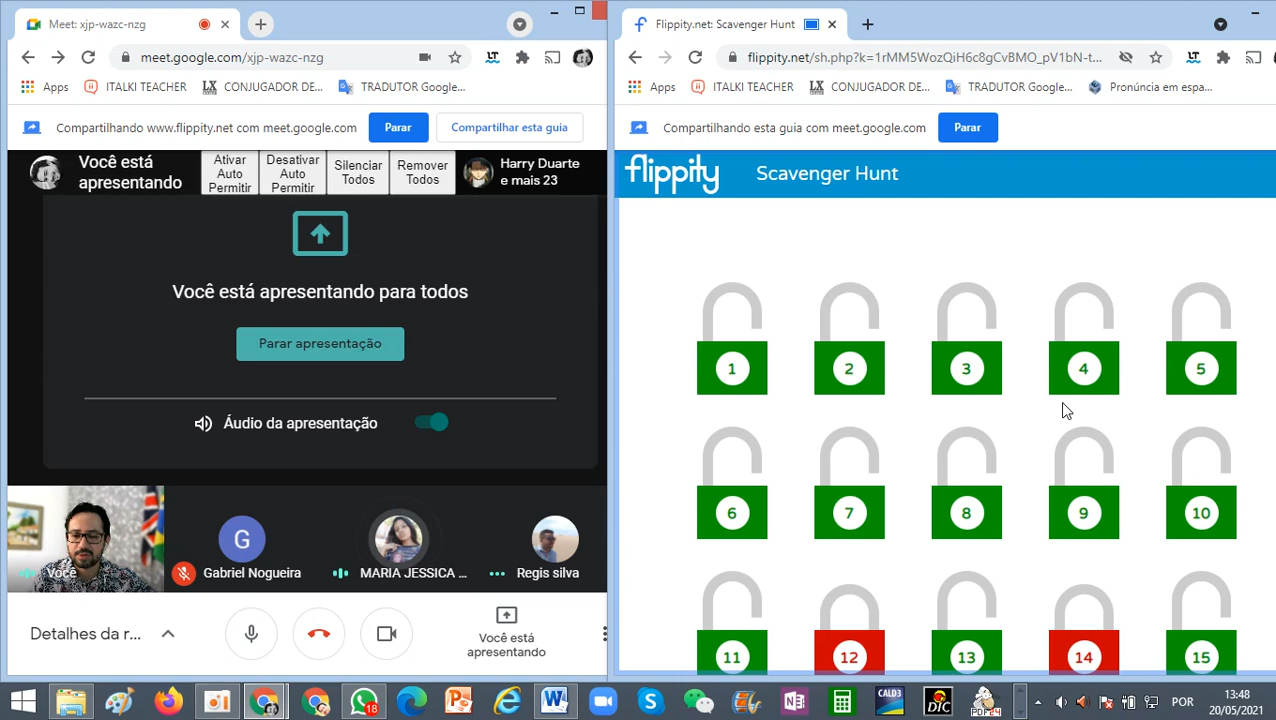 Meet: xjp-wazc-nzg
meet.google.com/xjp-wazc-nzg
Apps
ITALKI TEACHER
LX CONJUGADOR DE...
TRADUTOR Google...
Compartilhando www.flippity.net com meet.google.com
Parar
Compartilhar esta guia
Você está apresentando
Ativar Auto Permitir
Desativar Auto Permitir
Silenciar Todos
Remover Todos
Harry Duarte e mais 23
Você está apresentando para todos
Parar apresentação
Áudio da apresentação
Você
G
Gabriel Nogueira
MARIA JESSICA ...
Regis silva
Detalhes da r...
Você está apresentando
Flippity.net: Scavenger Hunt
flippity.net/sh.php?k=1rMM5WozQiH6c8gCvBMO_pV1bN-t...
Apps
ITALKI TEACHER
LX CONJUGADOR DE...
TRADUTOR Google...
Pronúncia em espa...
Compartilhando esta guia com meet.google.com
Parar
flippity
Scavenger Hunt
1 2 3 4 5
6 7 8 9 10
11 12 13 14 15
18
CALD3
DIC
PDF24
POR
13:48
20/05/2021